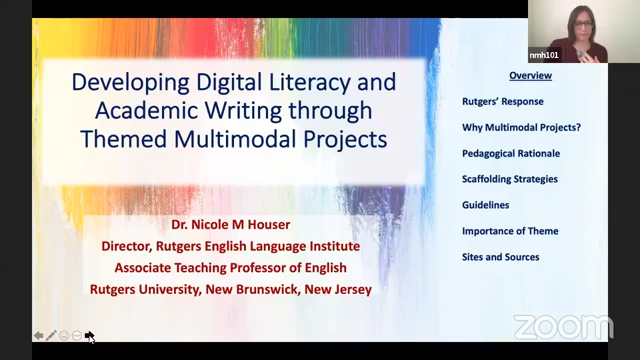 nmh101
Developing Digital Literacy and
Academic Writing through
Themed Multimodal Projects
Dr. Nicole M Houser
Director, Rutgers English Language Institute
Associate Teaching Professor of English
Rutgers University, New Brunswick, New Jersey
Overview
Rutgers' Response
Why Multimodal Projects?
Pedagogical Rationale
Scaffolding Strategies
Guidelines
Importance of Theme
Sites and Sources
zoom